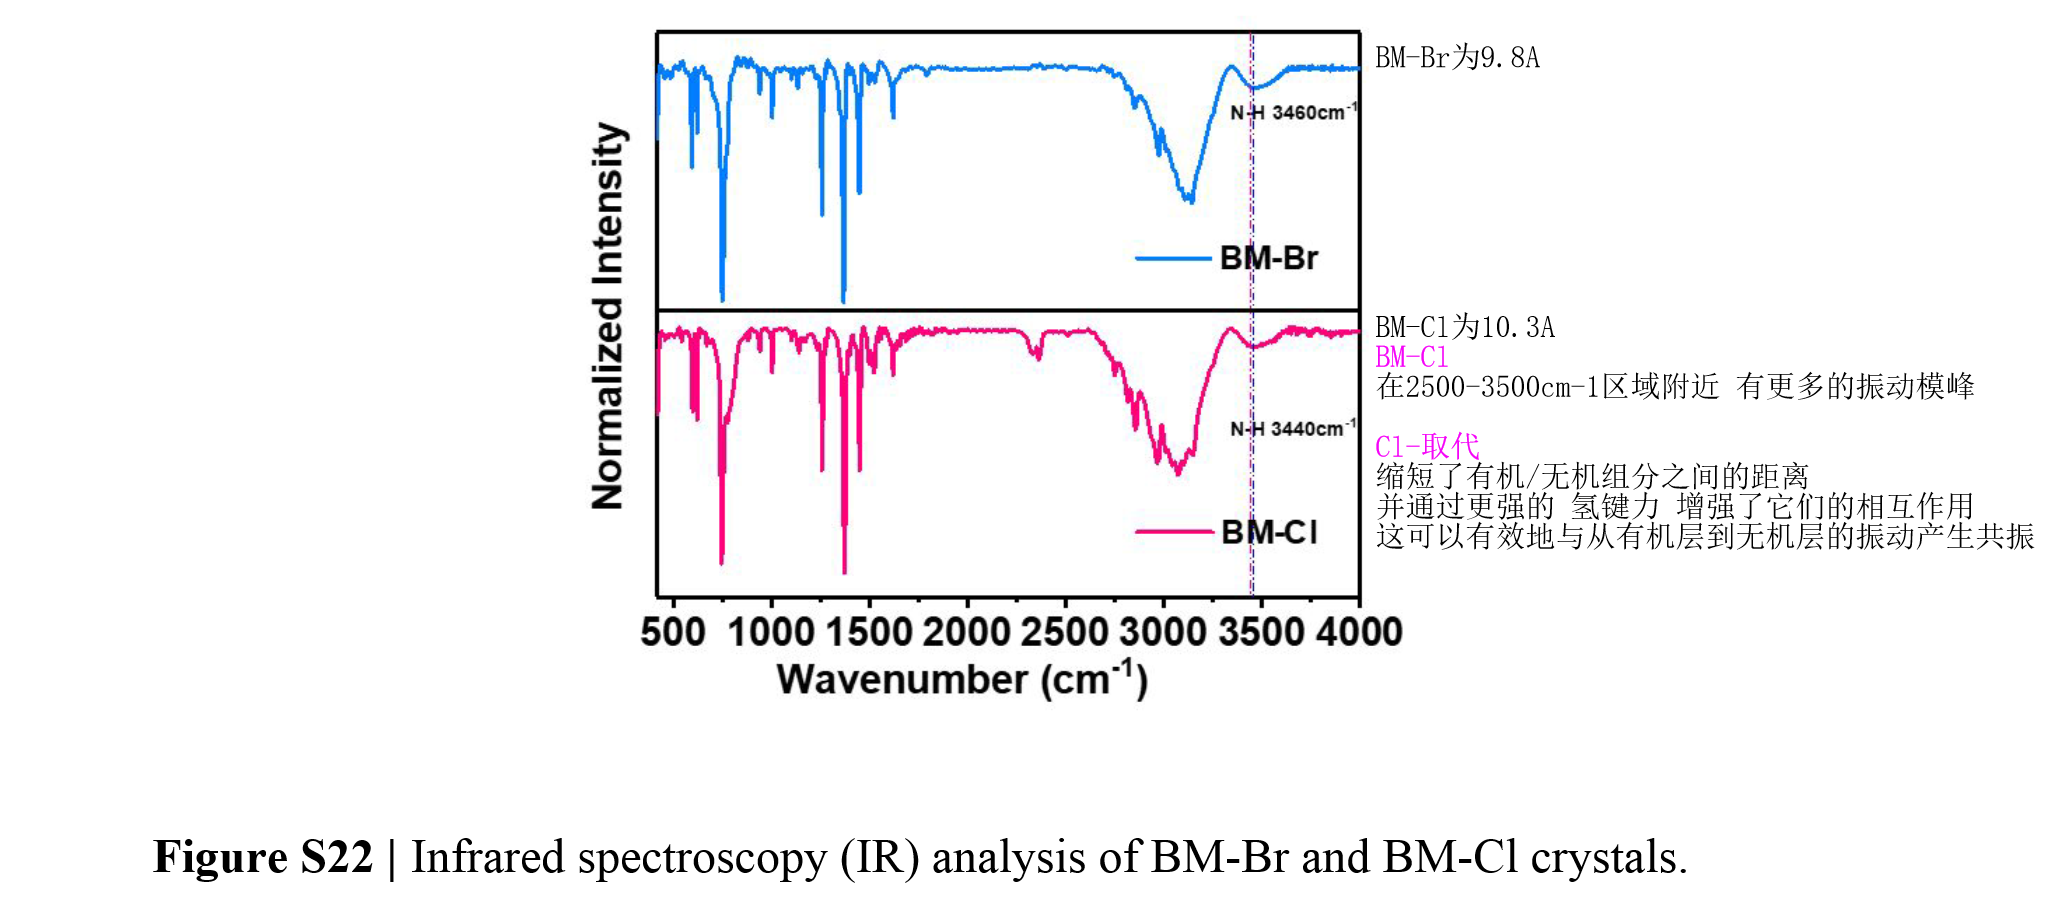 BM-Br为9.8A
N-H 3460cm-1
BM-Br
Normalized Intensity
BM-Cl为10.3A
BM-Cl
在2500-3500cm-1区域附近 有更多的振动模峰
N-H 3440cm-1
Cl-取代
缩短了有机/无机组分之间的距离
并通过更强的 氢键力 增强了它们的相互作用
这可以有效地与从有机层到无机层的振动产生共振
BM-Cl
500 1000 1500 2000 2500 3000 3500 4000
Wavenumber (cm-1)
Figure S22 | Infrared spectroscopy (IR) analysis of BM-Br and BM-Cl crystals.